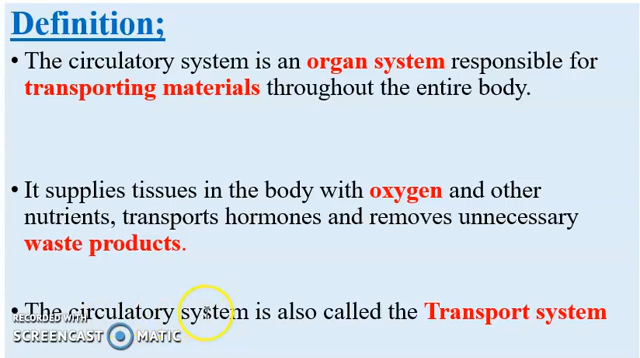 Definition;
• The circulatory system is an organ system responsible for
transporting materials throughout the entire body.
• It supplies tissues in the body with oxygen and other
nutrients, transports hormones and removes unnecessary
waste products.
• The circulatory system is also called the Transport system
RECORDED WITH
SCREENCAST MATIC